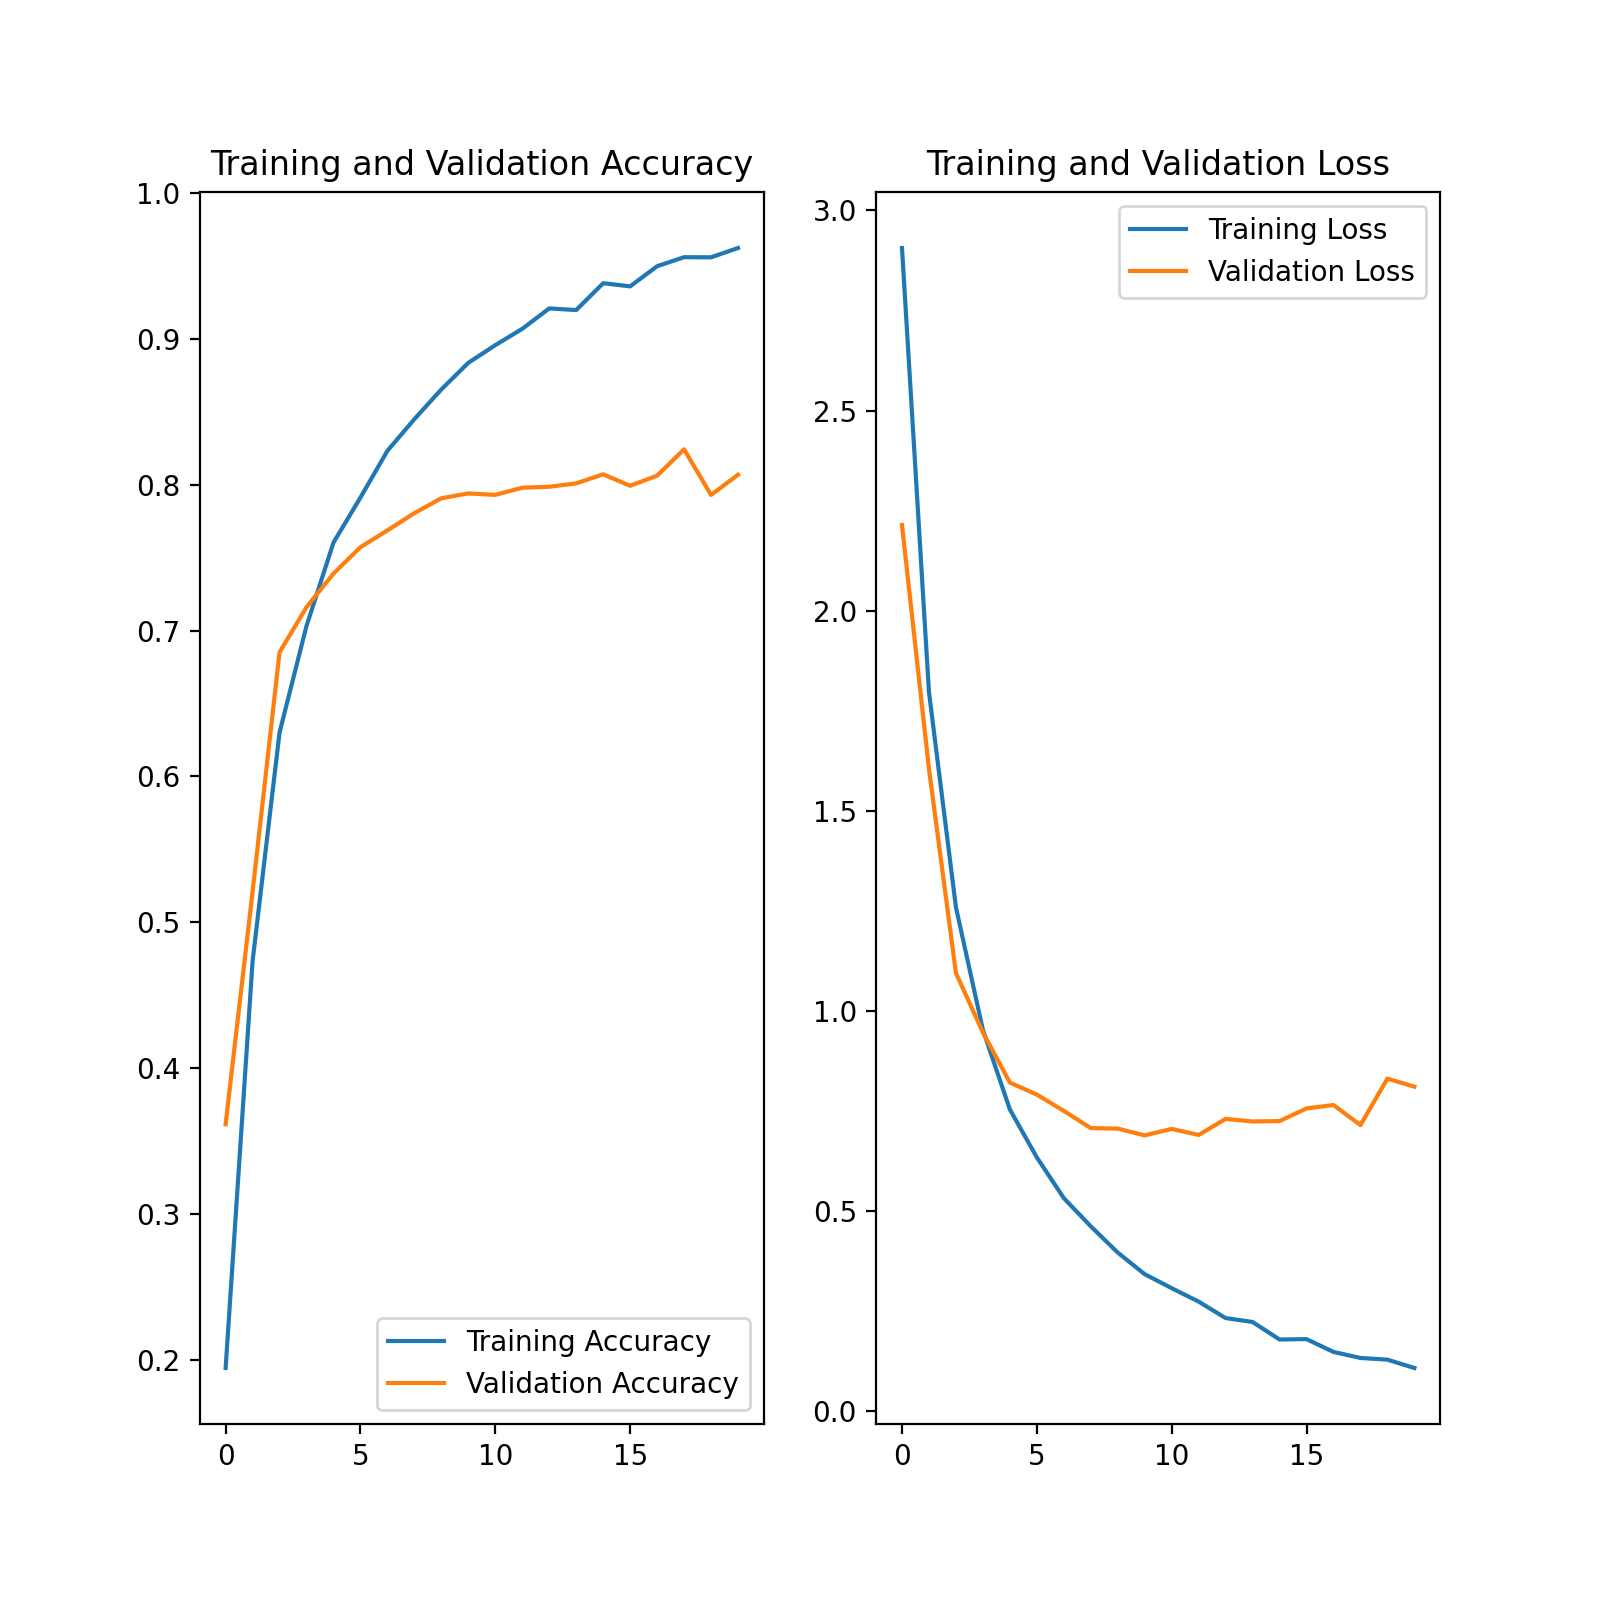 Training and Validation Accuracy
1.0
0.9
0.8
0.7
0.6
0.5
0.4
0.3
0.2
Training Accuracy
Validation Accuracy
0 5 10 15
Training and Validation Loss
3.0
2.5
2.0
1.5
1.0
0.5
0.0
Training Loss
Validation Loss
0 5 10 15